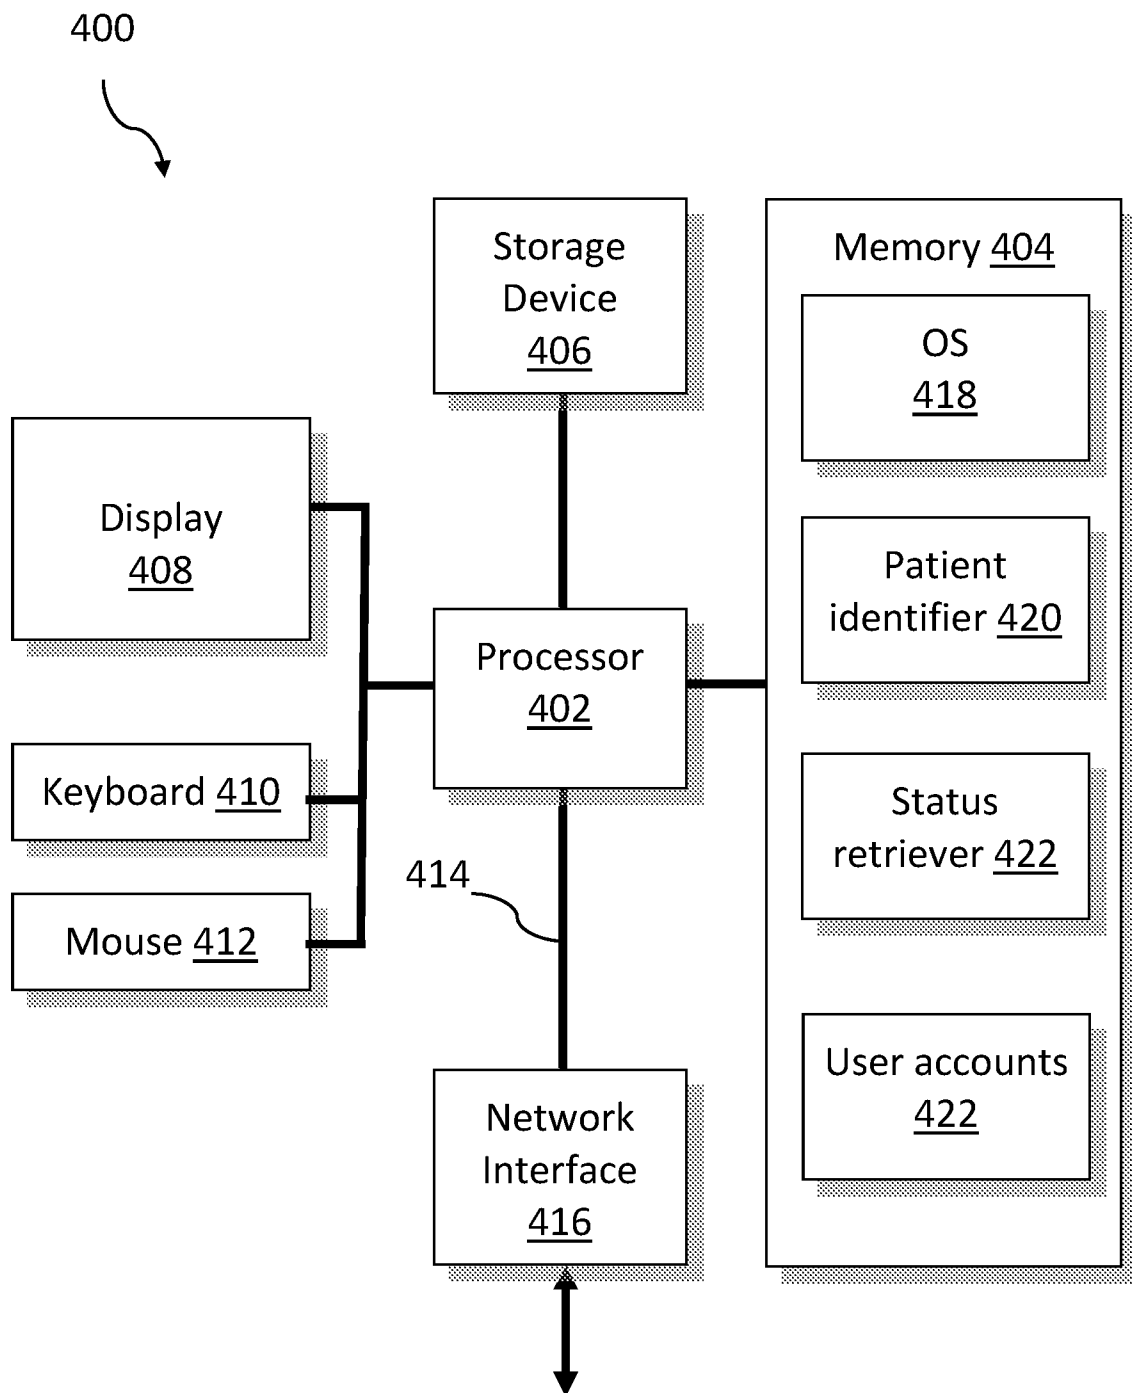 400
Storage
Device
406
Memory 404
OS
418
Display
408
Patient
identifier 420
Processor
402
Keyboard 410
Status
retriever 422
414
Mouse 412
User accounts
422
Network
Interface
416